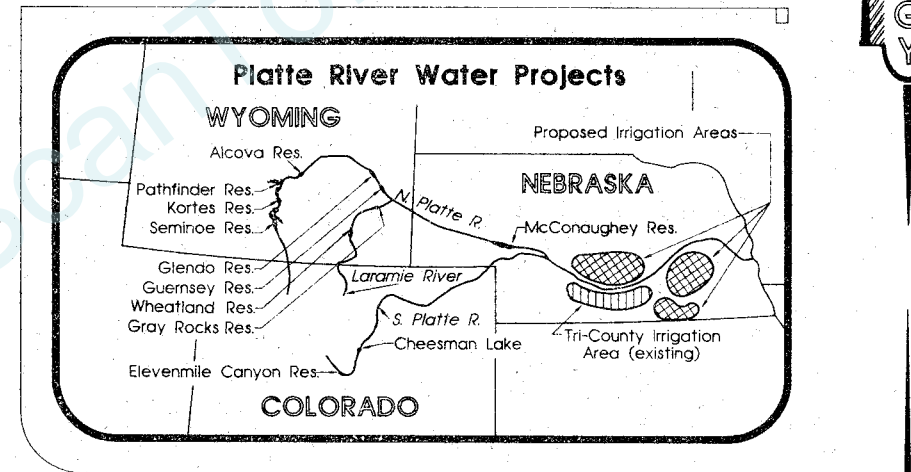 Platte River Water Projects
WYOMING
Proposed Irrigation Areas
Alcova Res.
NEBRASKA
Pathfinder Res.
Kortes Res.
Seminoe Res.
N. Platte R.
McConaughey Res.
Glendo Res.
Guernsey Res.
Wheatland Res.
Gray Rocks Res.
Laramie River
S. Platte R.
Cheesman Lake
Tri-County Irrigation
Area (existing)
Elevenmile Canyon Res.
COLORADO
G
Y